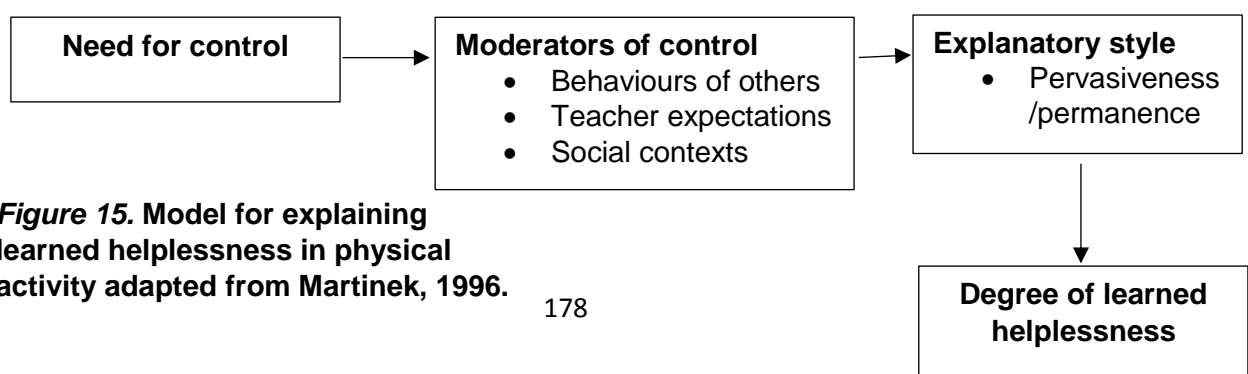 Need for control
Moderators of control
• Behaviours of others
• Teacher expectations
• Social contexts
Explanatory style
• Pervasiveness
/permanence
Figure 15. Model for explaining
learned helplessness in physical
activity adapted from Martinek, 1996.
178
Degree of learned
helplessness